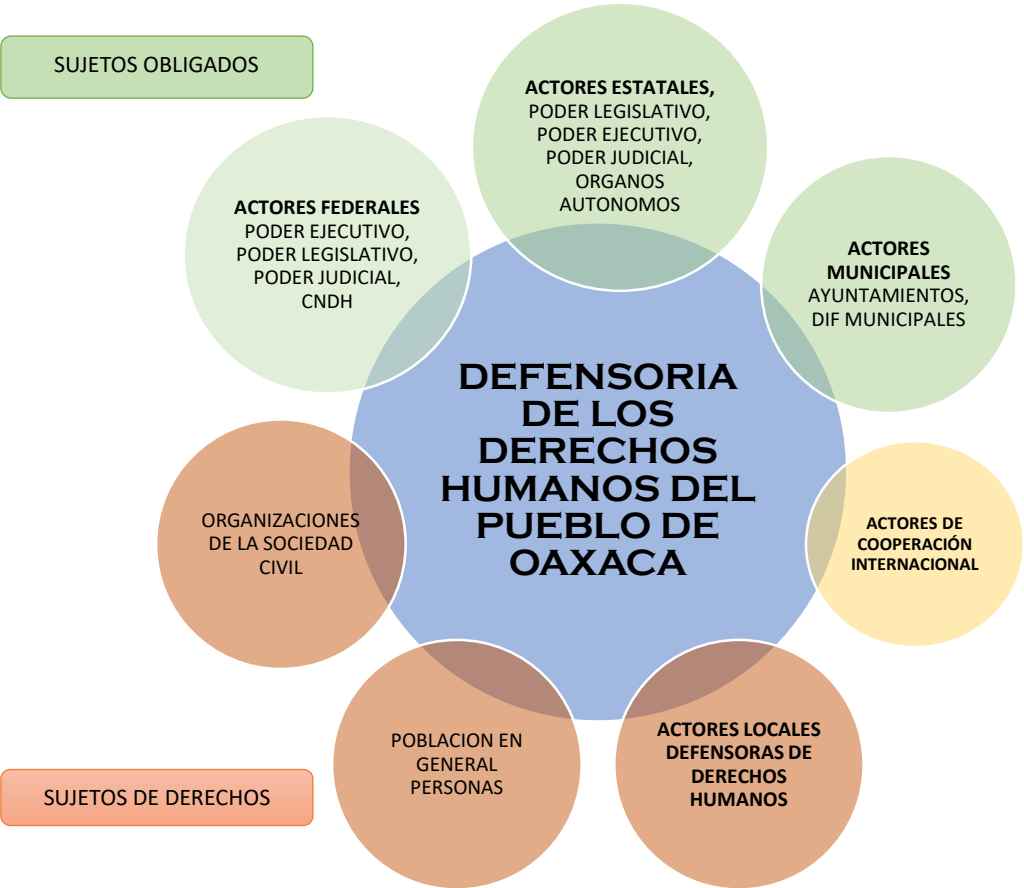 SUJETOS OBLIGADOS
ACTORES ESTATALES,
PODER LEGISLATIVO,
PODER EJECUTIVO,
PODER JUDICIAL,
ORGANOS
AUTONOMOS
ACTORES FEDERALES
PODER EJECUTIVO,
PODER LEGISLATIVO,
PODER JUDICIAL,
CNDH
ACTORES
MUNICIPALES
AYUNTAMIENTOS,
DIF MUNICIPALES
DEFENSORIA
DE LOS
DERECHOS
HUMANOS DEL
PUEBLO DE
OAXACA
ORGANIZACIONES
DE LA SOCIEDAD
CIVIL
ACTORES DE
COOPERACIÓN
INTERNACIONAL
POBLACION EN
GENERAL
PERSONAS
ACTORES LOCALES
DEFENSORAS DE
DERECHOS
HUMANOS
SUJETOS DE DERECHOS